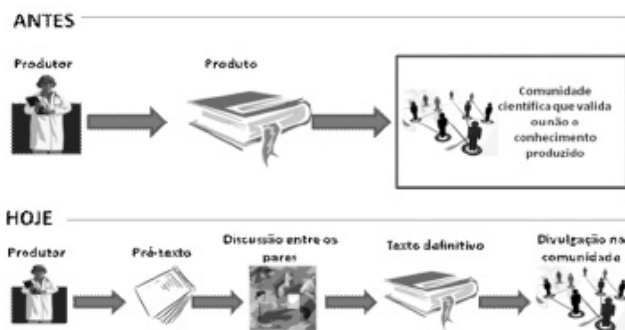 ANTES
Produtor
Produto
Comunidade
científica que valida
ou não o
conhecimento
produzido
HOJE
Produtor
Pré-texto
Discussão entre os
pares
Texto definitivo
Divulgação na
comunidade